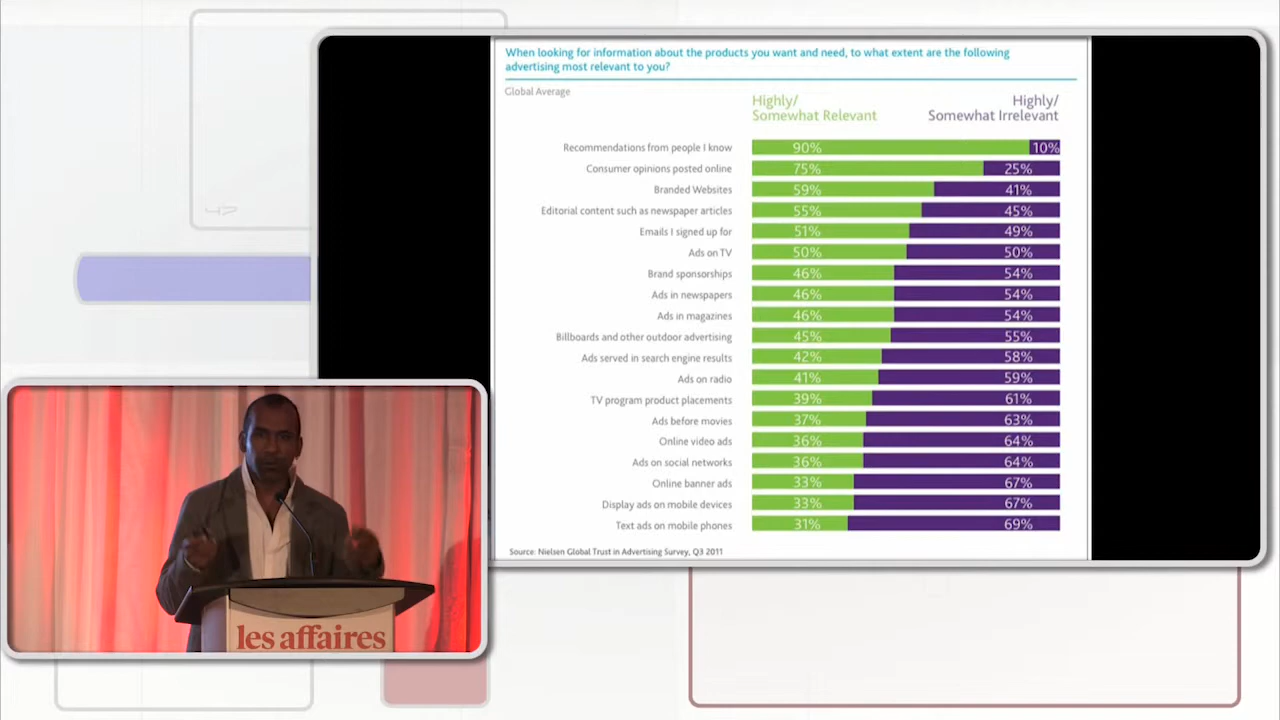 When looking for information about the products you want and need, to what extent are the following
advertising most relevant to you?
Global Average
Highly/
Somewhat Relevant
Highly/
Somewhat Irrelevant
Recommendations from people I know 90% 10%
Consumer opinions posted online 75% 25%
Branded Websites 59% 41%
Editorial content such as newspaper articles 55% 45%
Emails I signed up for 51% 49%
Ads on TV 50% 50%
Brand sponsorships 46% 54%
Ads in newspapers 46% 54%
Ads in magazines 46% 54%
Billboards and other outdoor advertising 45% 55%
Ads served in search engine results 42% 58%
Ads on radio 41% 59%
TV program product placements 39% 61%
Ads before movies 37% 63%
Online video ads 36% 64%
Ads on social networks 36% 64%
Online banner ads 33% 67%
Display ads on mobile devices 33% 67%
Text ads on mobile phones 31% 69%
Source: Nielsen Global Trust in Advertising Survey, Q3 2011
les affaires